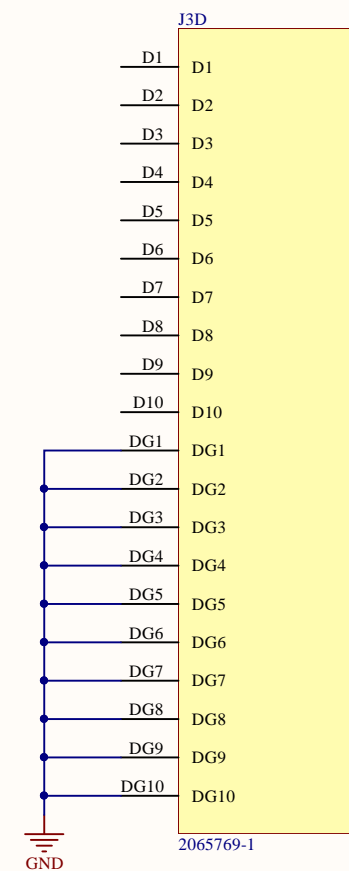 J3D
D1 D1
D2 D2
D3 D3
D4 D4
D5 D5
D6 D6
D7 D7
D8 D8
D9 D9
D10 D10
DG1 DG1
DG2 DG2
DG3 DG3
DG4 DG4
DG5 DG5
DG6 DG6
DG7 DG7
DG8 DG8
DG9 DG9
DG10 DG10
2065769-1
GND